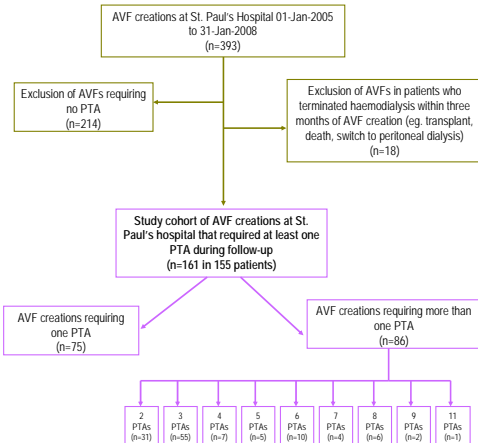 AVF creations at St. Paul's Hospital 01-Jan-2005
to 31-Jan-2008
(n=393)
Exclusion of AVFs requiring
no PTA
(n=214)
Exclusion of AVFs in patients who
terminated haemodialysis within three
months of AVF creation (eg. transplant,
death, switch to peritoneal dialysis)
(n=18)
Study cohort of AVF creations at St.
Paul's hospital that required at least one
PTA during follow-up
(n=161 in 155 patients)
AVF creations requiring
one PTA
(n=75)
AVF creations requiring more than
one PTA
(n=86)
2
PTAs
(n=31)
3
PTAs
(n=55)
4
PTAs
(n=7)
5
PTAs
(n=5)
6
PTAs
(n=10)
7
PTAs
(n=4)
8
PTAs
(n=6)
9
PTAs
(n=2)
11
PTAs
(n=1)